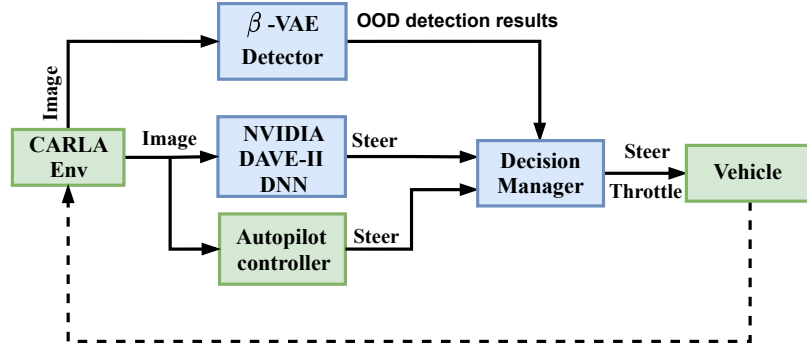 β -VAE
Detector
OOD detection results
Image
CARLA
Env
Image
NVIDIA
DAVE-II
DNN
Steer
Decision
Manager
Steer
Throttle
Vehicle
Autopilot
controller
Steer